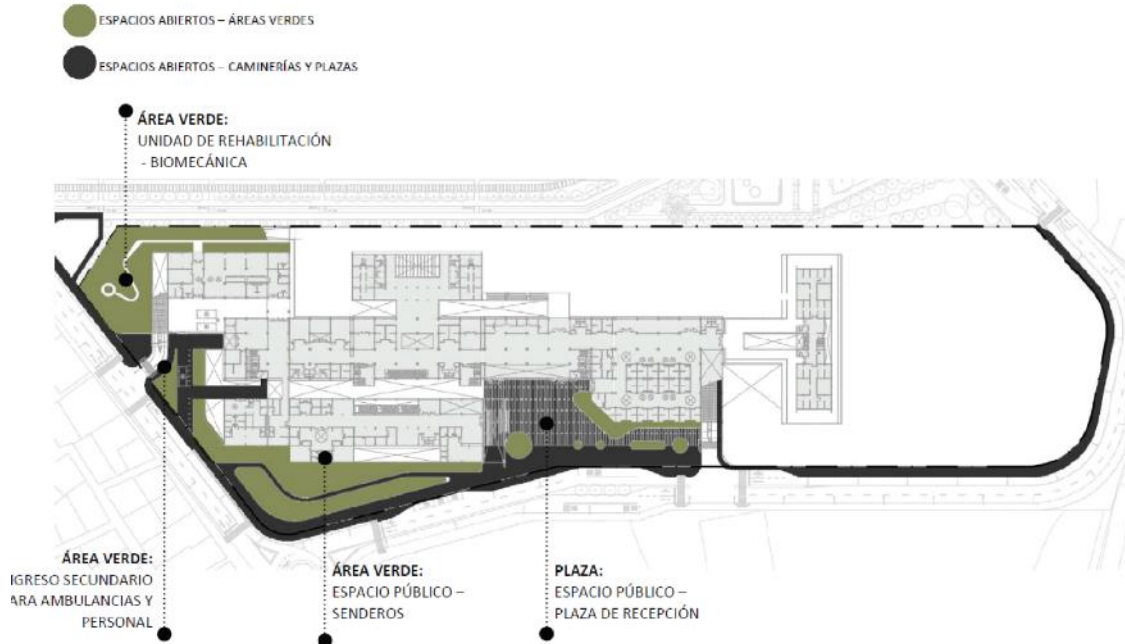 ESPACIOS ABIERTOS – ÁREAS VERDES
ESPACIOS ABIERTOS – CAMINERÍAS Y PLAZAS
ÁREA VERDE:
UNIDAD DE REHABILITACIÓN
- BIOMECÁNICA
ÁREA VERDE:
IGRESO SECUNDARIO
ARA AMBULANCIAS Y
PERSONAL
ÁREA VERDE:
ESPACIO PÚBLICO –
SENDEROS
PLAZA:
ESPACIO PÚBLICO –
PLAZA DE RECEPCIÓN